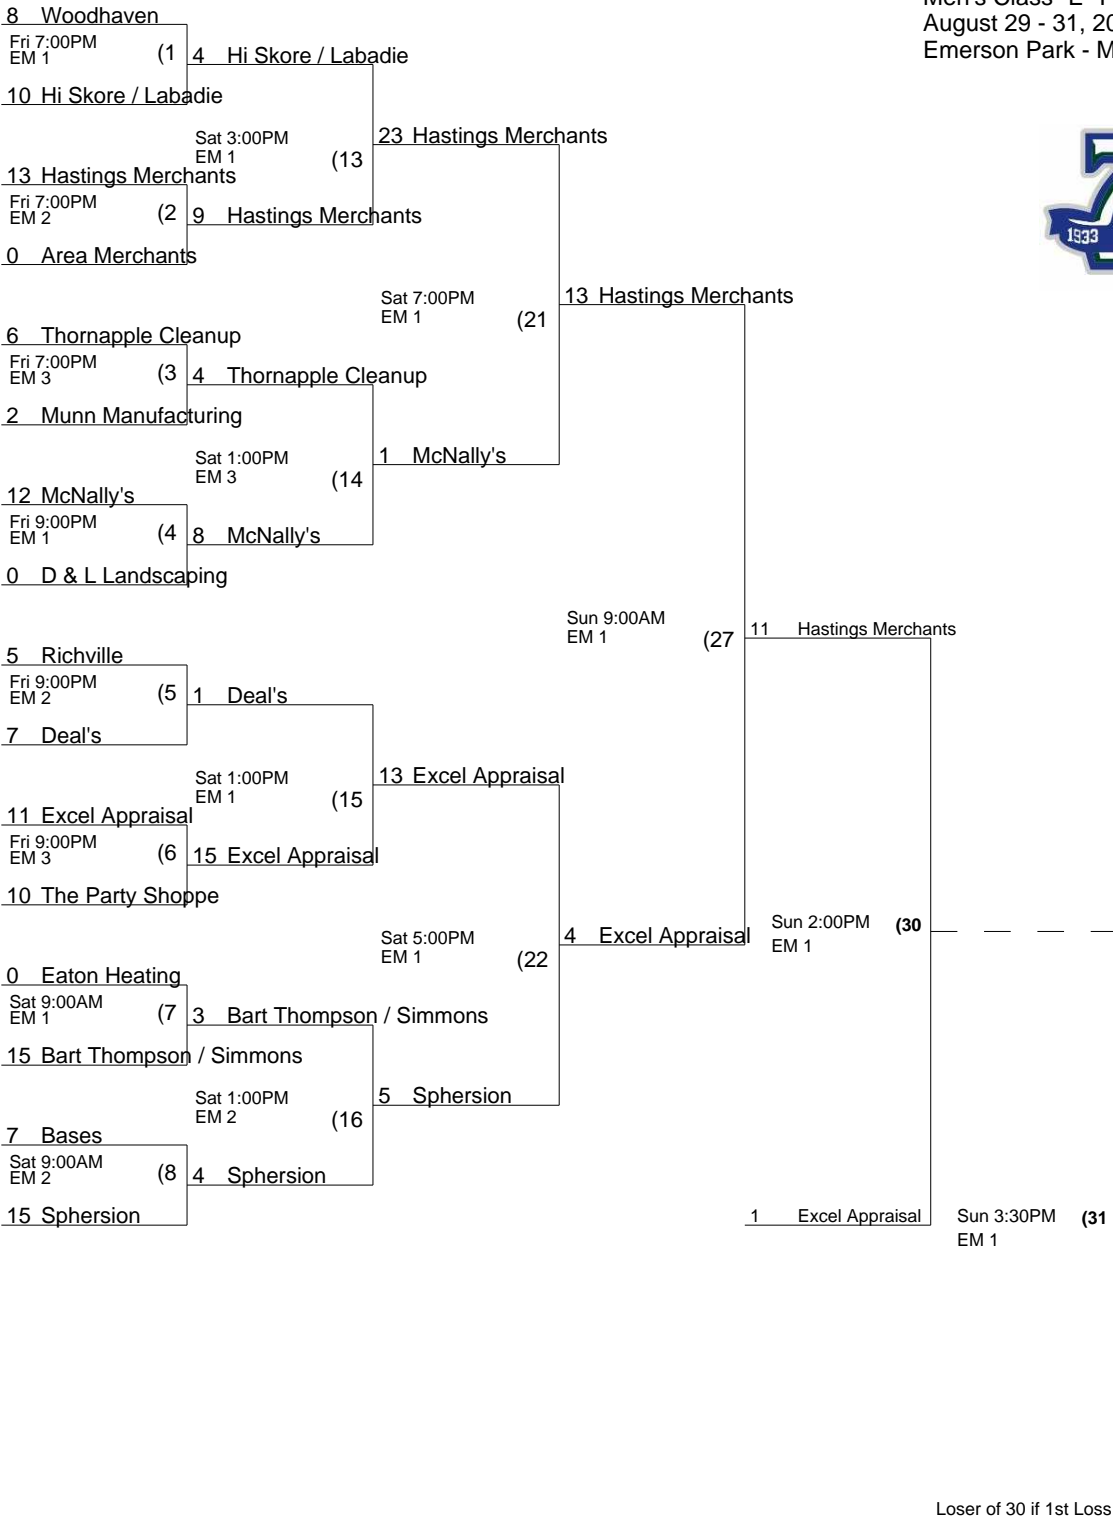 Men's Class "E"
August 29 - 31, 20
Emerson Park - M
1933
8 Woodhaven
Fri 7:00PM
EM 1
(1
4 Hi Skore / Labadie
10 Hi Skore / Labadie
Sat 3:00PM
EM 1
(13
23 Hastings Merchants
13 Hastings Merchants
Fri 7:00PM
EM 2
(2
9 Hastings Merchants
0 Area Merchants
Sat 7:00PM
EM 1
(21
13 Hastings Merchants
6 Thornapple Cleanup
Fri 7:00PM
EM 3
(3
4 Thornapple Cleanup
2 Munn Manufacturing
Sat 1:00PM
EM 3
(14
1 McNally's
12 McNally's
Fri 9:00PM
EM 1
(4
8 McNally's
0 D & L Landscaping
Sun 9:00AM
EM 1
(27
11 Hastings Merchants
5 Richville
Fri 9:00PM
EM 2
(5
1 Deal's
7 Deal's
Sat 1:00PM
EM 1
(15
13 Excel Appraisal
11 Excel Appraisal
Fri 9:00PM
EM 3
(6
15 Excel Appraisal
10 The Party Shoppe
Sat 5:00PM
EM 1
(22
4 Excel Appraisal
Sun 2:00PM
EM 1
(30
0 Eaton Heating
Sat 9:00AM
EM 1
(7
3 Bart Thompson / Simmons
15 Bart Thompson / Simmons
Sat 1:00PM
EM 2
(16
5 Sphersion
7 Bases
Sat 9:00AM
EM 2
(8
4 Sphersion
15 Sphersion
1 Excel Appraisal
Sun 3:30PM
EM 1
(31
Loser of 30 if 1st Loss